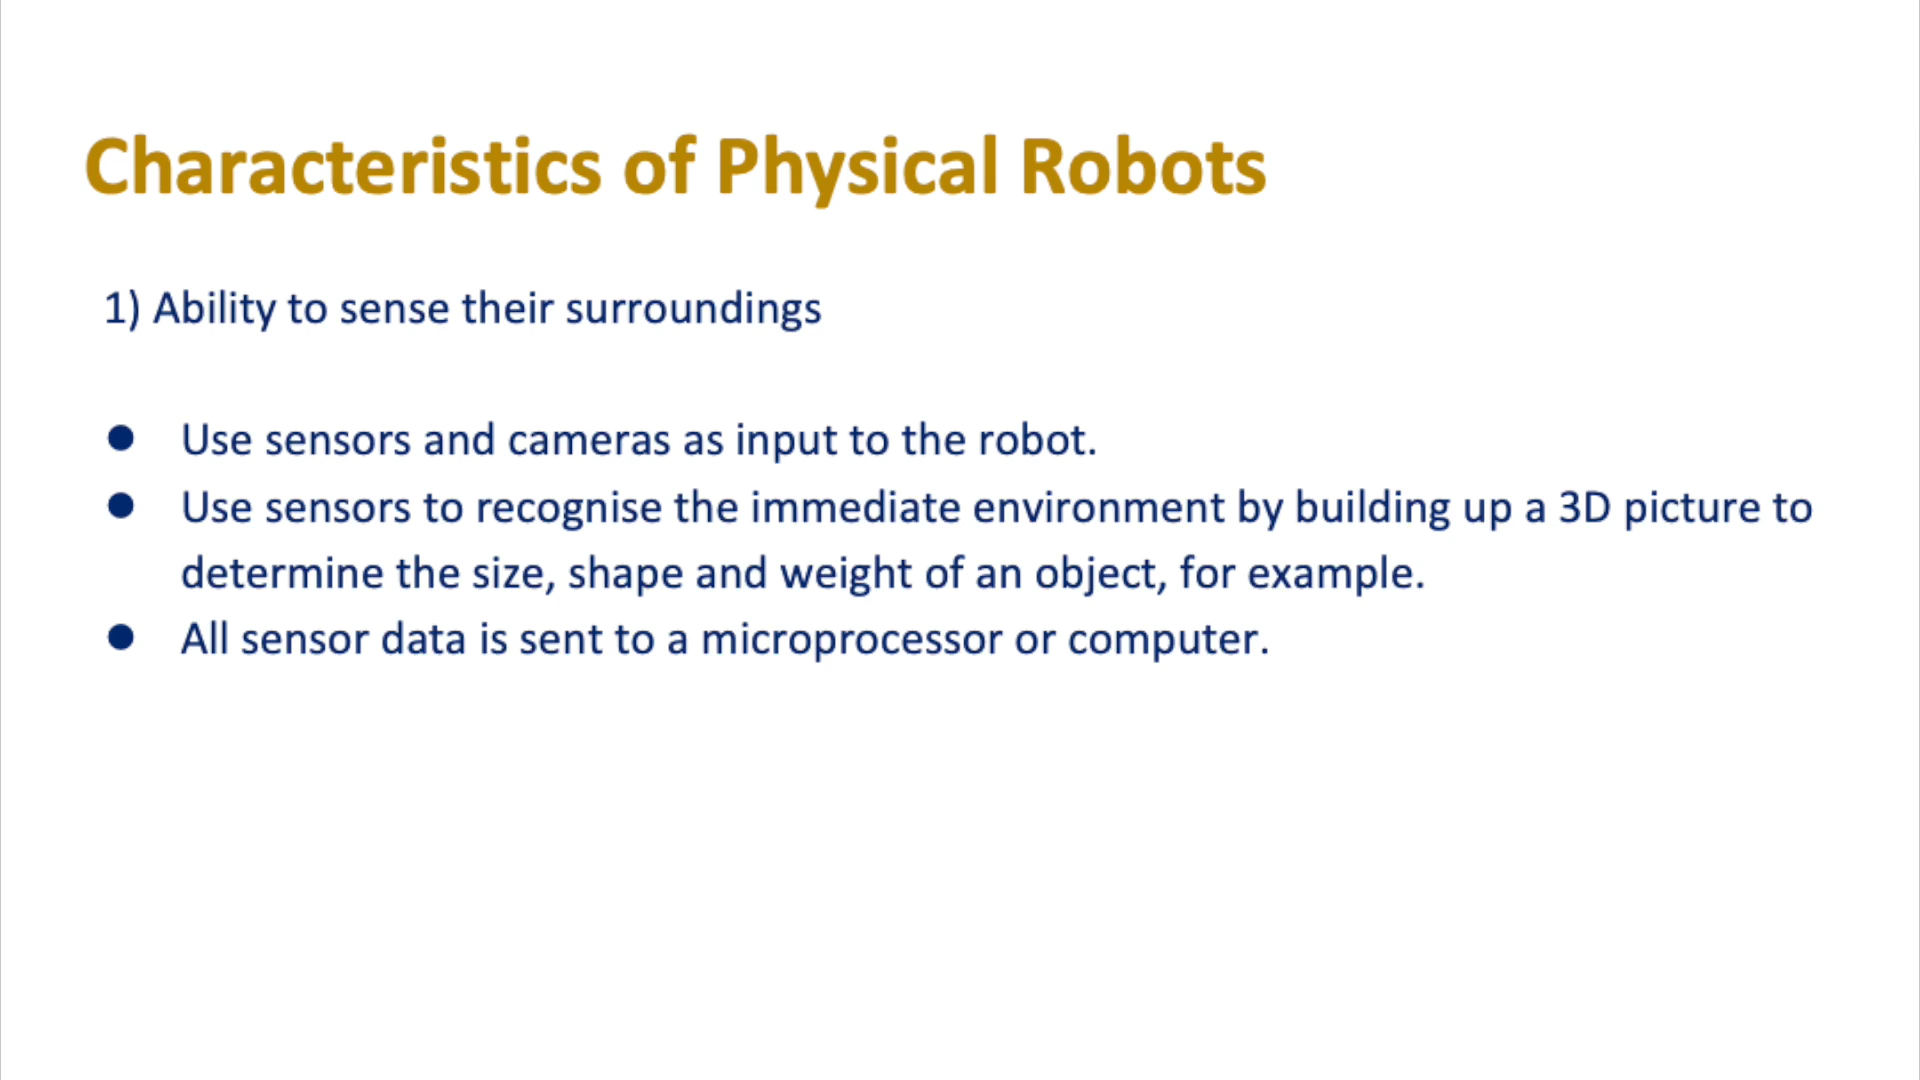 Characteristics of Physical Robots
1) Ability to sense their surroundings
● Use sensors and cameras as input to the robot.
● Use sensors to recognise the immediate environment by building up a 3D picture to
determine the size, shape and weight of an object, for example.
● All sensor data is sent to a microprocessor or computer.